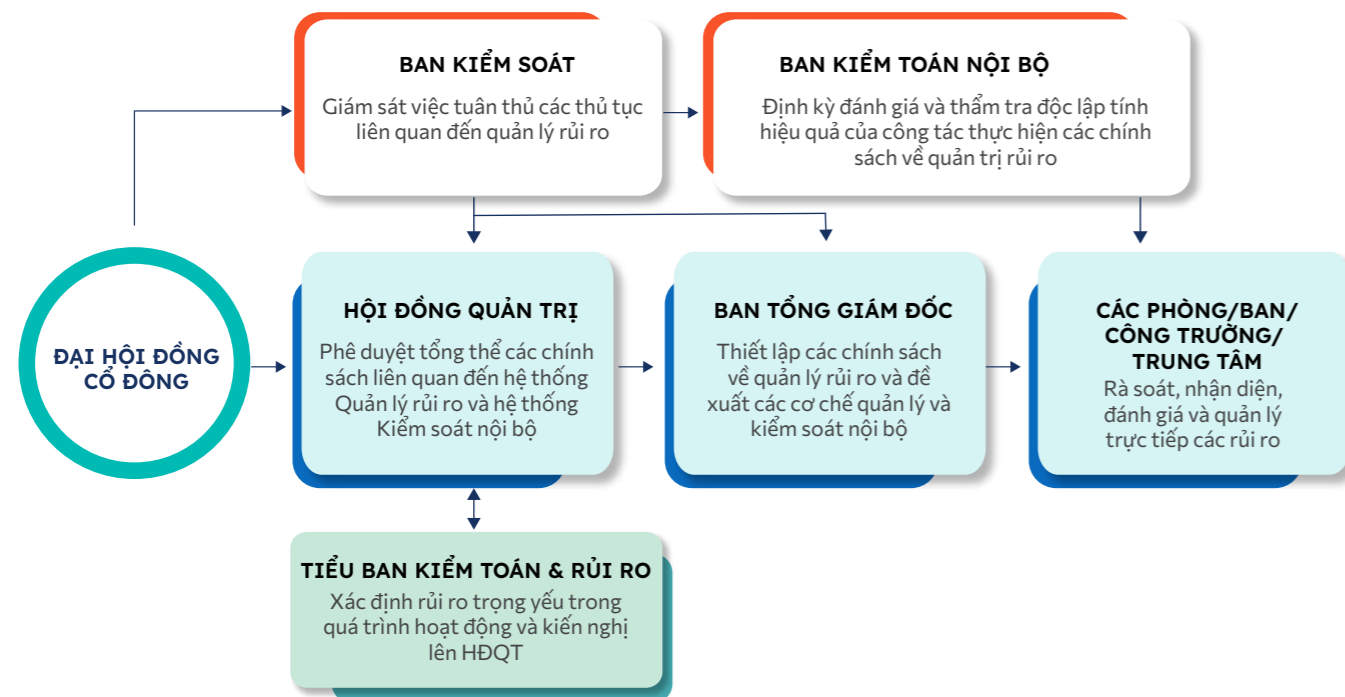 BAN KIỂM SOÁT
Giám sát việc tuân thủ các thủ tục
liên quan đến quản lý rủi ro
BAN KIỂM TOÁN NỘI BỘ
Định kỳ đánh giá và thẩm tra độc lập tính
hiệu quả của công tác thực hiện các chính
sách về quản trị rủi ro
ĐẠI HỘI ĐỒNG
CỔ ĐÔNG
HỘI ĐỒNG QUẢN TRỊ
Phê duyệt tổng thể các chính
sách liên quan đến hệ thống
Quản lý rủi ro và hệ thống
Kiểm soát nội bộ
BAN TỔNG GIÁM ĐỐC
Thiết lập các chính sách
về quản lý rủi ro và đề
xuất các cơ chế quản lý và
kiểm soát nội bộ
CÁC PHÒNG/BAN/
CÔNG TRƯỜNG/
TRUNG TÂM
Rà soát, nhận diện,
đánh giá và quản lý
trực tiếp các rủi ro
TIỂU BAN KIỂM TOÁN & RỦI RO
Xác định rủi ro trọng yếu trong
quá trình hoạt động và kiến nghị
lên HĐQT